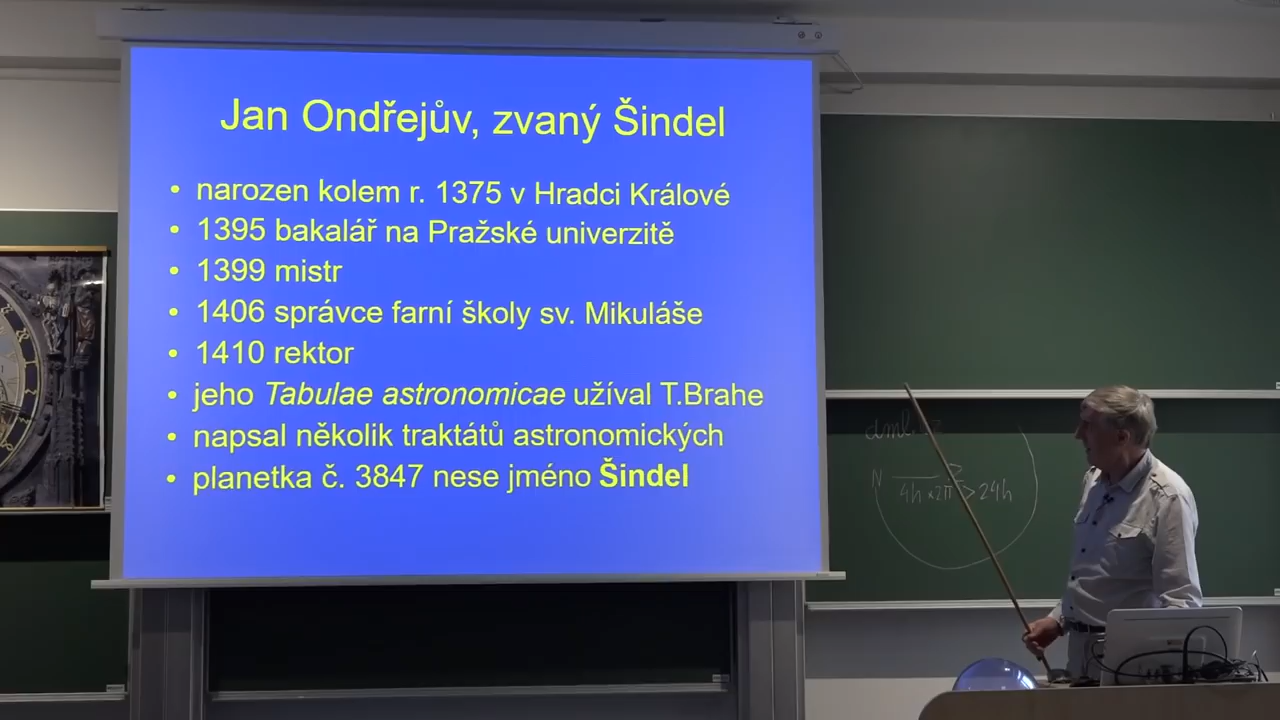 Jan Ondřejův, zvaný Šindel
• narozen kolem r. 1375 v Hradci Králové
• 1395 bakalář na Pražské univerzitě
• 1399 mistr
• 1406 správce farní školy sv. Mikuláše
• 1410 rektor
• jeho Tabulae astronomicae užíval T.Brahe
• napsal několik traktátů astronomických
• planetka č. 3847 nese jméno Šindel
N
4h x2π > 24h